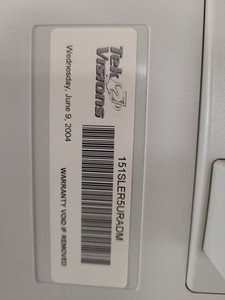 Tek Visions
Wednesday, June 9, 2004
151SLER5URADM
WARRANTY VOID IF REMOVED